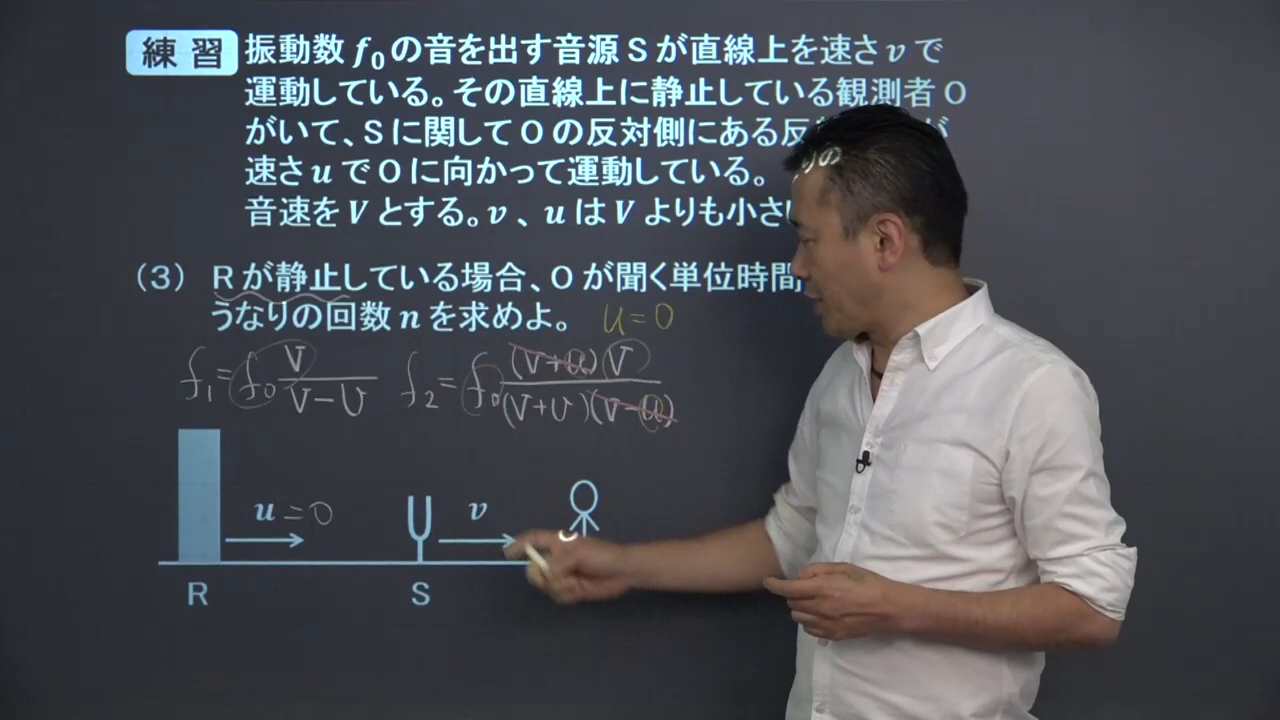 練習 振動数 f₀ の音を出す音源 S が直線上を速さ v で
運動している。その直線上に静止している観測者 O
がいて、S に関して O の反対側にある反 が
速さ u で O に向かって運動している。 りの
音速を V とする。v 、u は V よりも小さ
(3) R が静止している場合、O が聞く単位時間
うなりの回数 n を求めよ。 u=0
f₁=f₀ V/(V−v) f₂=f₀ (V+u)(V)/(V+v)(V−u)
u =0 v
R S